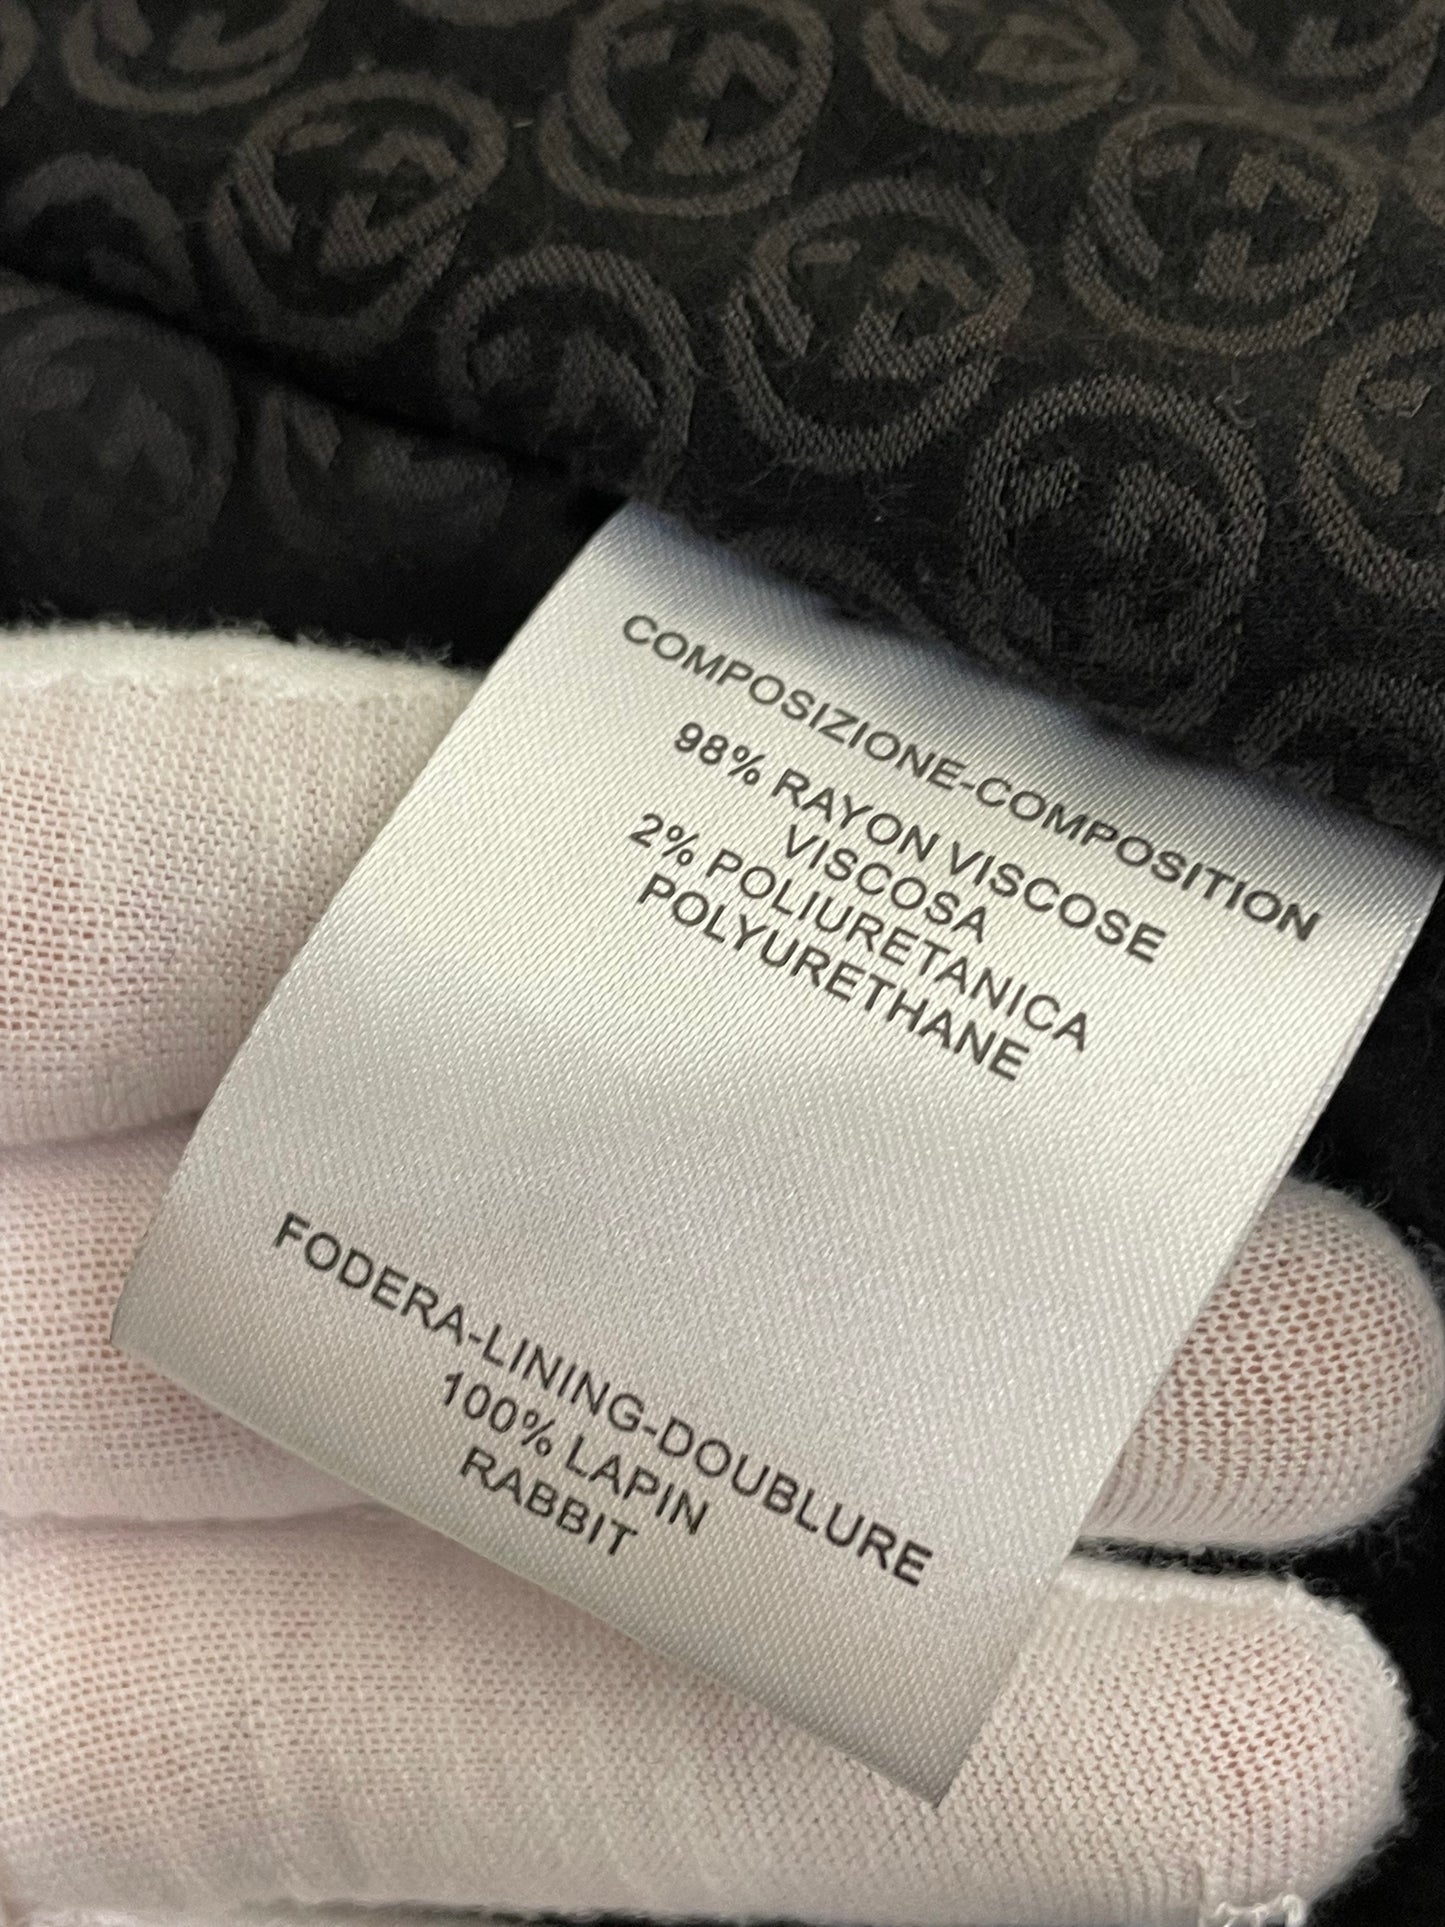 COMPOSIZIONE-COMPOSITION
98% RAYON VISCOSE
VISCOSA
2% POLIURETANICA
POLYURETHANE
FODERA-LINING-DOUBLURE
100% LAPIN
RABBIT